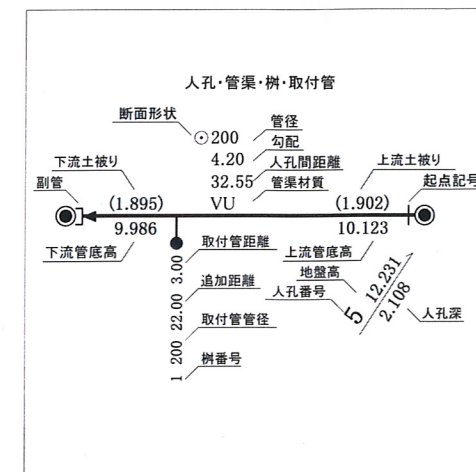 人孔・管渠・桝・取付管
断面形状
200 管径
4.20 勾配
32.55 人孔間距離
VU 管渠材質
下流土被り
上流土被り
副管
起点記号
(1.895)
(1.902)
9.986
10.123
下流管底高
上流管底高
3.00 取付管距離
22.00 追加距離
200 取付管管径
1 桝番号
地盤高 12.231
人孔番号 5
2.108 人孔深